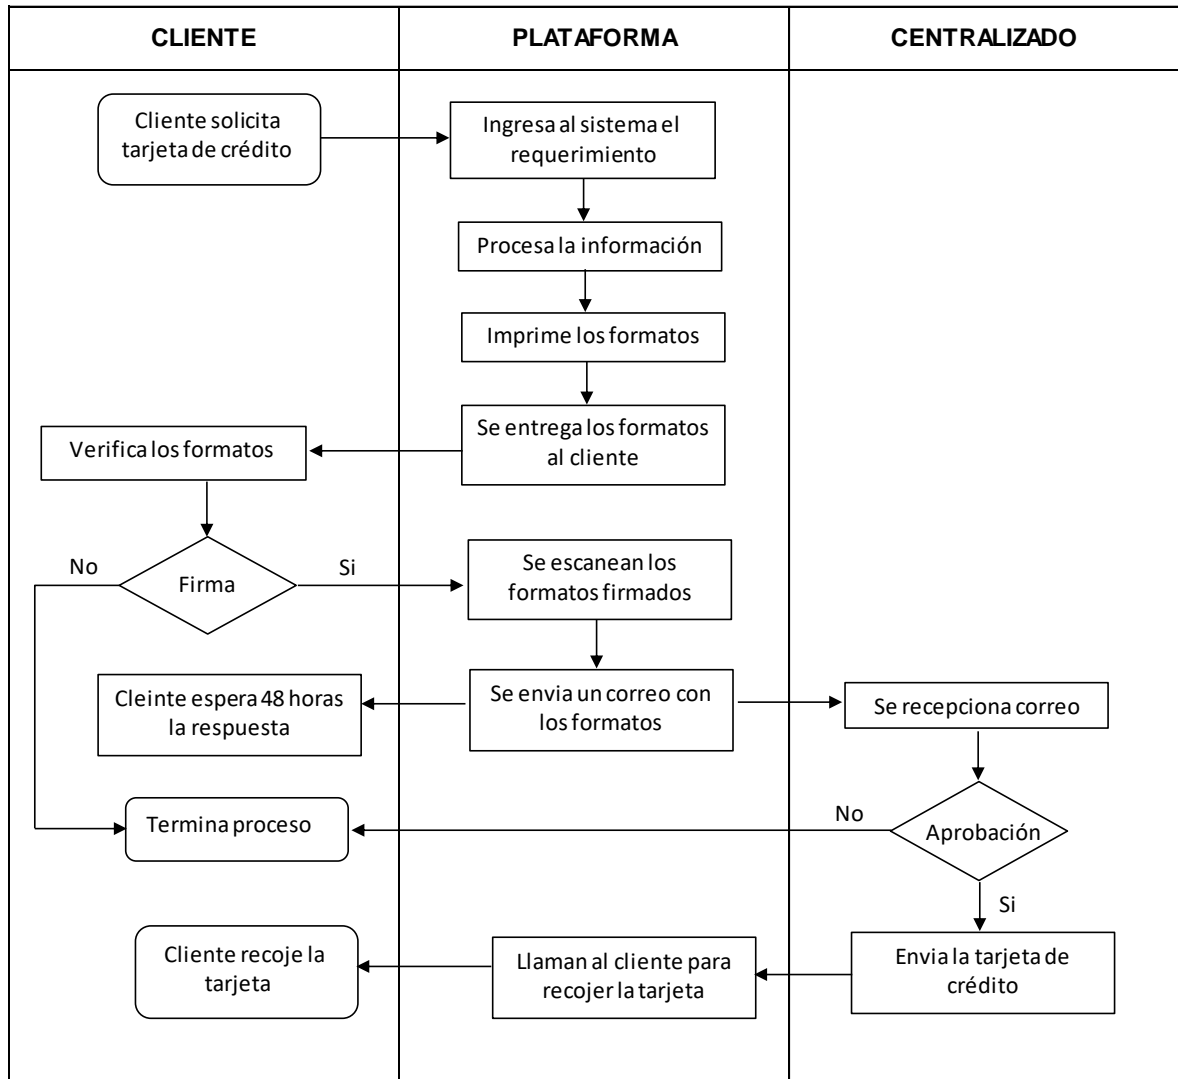 CLIENTE
PLATAFORMA
CENTRALIZADO
Cliente solicita
tarjeta de crédito
Ingresa al sistema el
requerimiento
Procesa la información
Imprime los formatos
Se entrega los formatos
al cliente
Verifica los formatos
No
Firma
Si
Se escanean los
formatos firmados
Cleinte espera 48 horas
la respuesta
Se envia un correo con
los formatos
Se recepciona correo
Termina proceso
No
Aprobación
Si
Cliente recoje la
tarjeta
Llaman al cliente para
recojer la tarjeta
Envia la tarjeta de
crédito